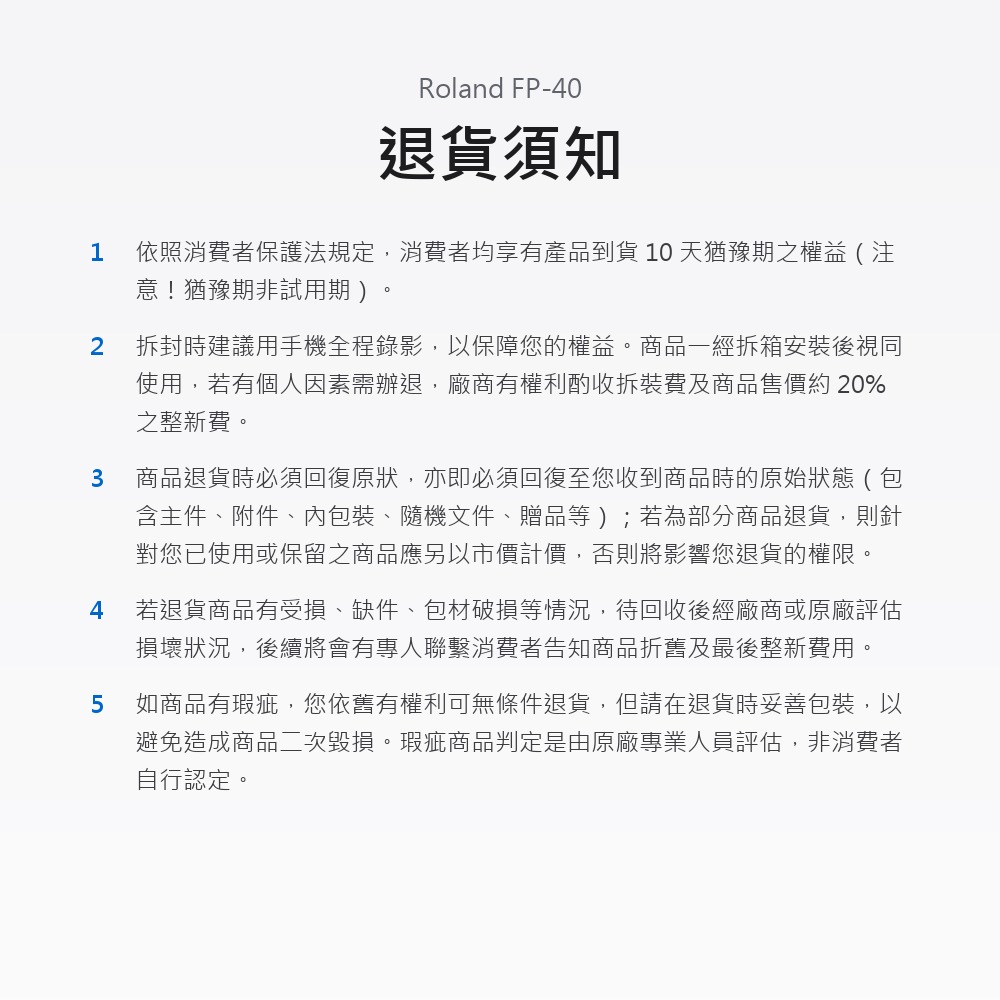 Roland FP-40
退貨須知
1 依照消費者保護法規定，消費者均享有產品到貨 10 天猶豫期之權益（注
意！猶豫期非試用期）。
2 拆封時建議用手機全程錄影，以保障您的權益。商品一經拆箱安裝後視同
使用，若有個人因素需辦退，廠商有權利酌收拆裝費及商品售價約 20%
之整新費。
3 商品退貨時必須回復原狀，亦即必須回復至您收到商品時的原始狀態（包
含主件、附件、內包裝、隨機文件、贈品等）；若為部分商品退貨，則針
對您已使用或保留之商品應另以市價計價，否則將影響您退貨的權限。
4 若退貨商品有受損、缺件、包材破損等情況，待回收後經廠商或原廠評估
損壞狀況，後續將會有專人聯繫消費者告知商品折舊及最後整新費用。
5 如商品有瑕疵，您依舊有權利可無條件退貨，但請在退貨時妥善包裝，以
避免造成商品二次毀損。瑕疵商品判定是由原廠專業人員評估，非消費者
自行認定。